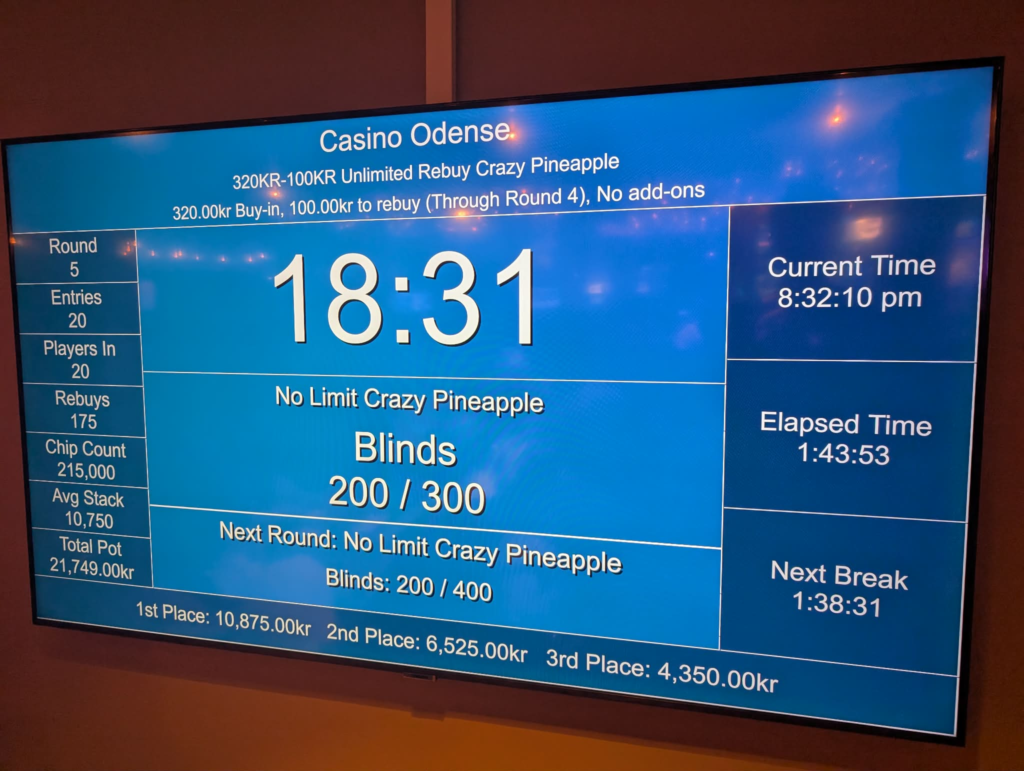 Casino Odense
320KR-100KR Unlimited Rebuy Crazy Pineapple
320.00kr Buy-in, 100.00kr to rebuy (Through Round 4), No add-ons
Round
5
Entries
20
Players In
20
Rebuys
175
Chip Count
215,000
Avg Stack
10,750
Total Pot
21,749.00kr
18:31
No Limit Crazy Pineapple
Blinds
200 / 300
Next Round: No Limit Crazy Pineapple
Blinds: 200 / 400
Current Time
8:32:10 pm
Elapsed Time
1:43:53
Next Break
1:38:31
1st Place: 10,875.00kr 2nd Place: 6,525.00kr 3rd Place: 4,350.00kr